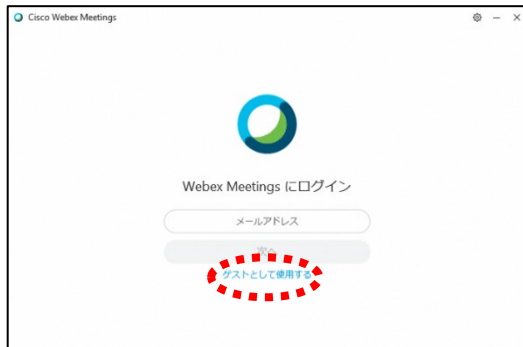 Cisco Webex Meetings
Webex Meetings にログイン
メールアドレス
次へ
ゲストとして使用する